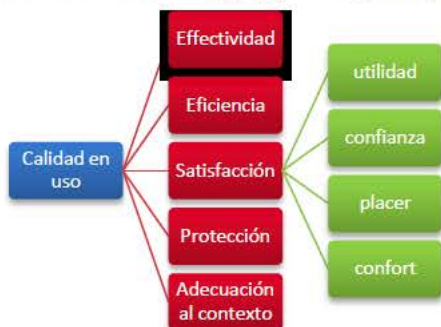 Effectividad
Eficiencia
Calidad en
uso
Satisfacción
Protección
Adecuación
al contexto
utilidad
confianza
placer
confort